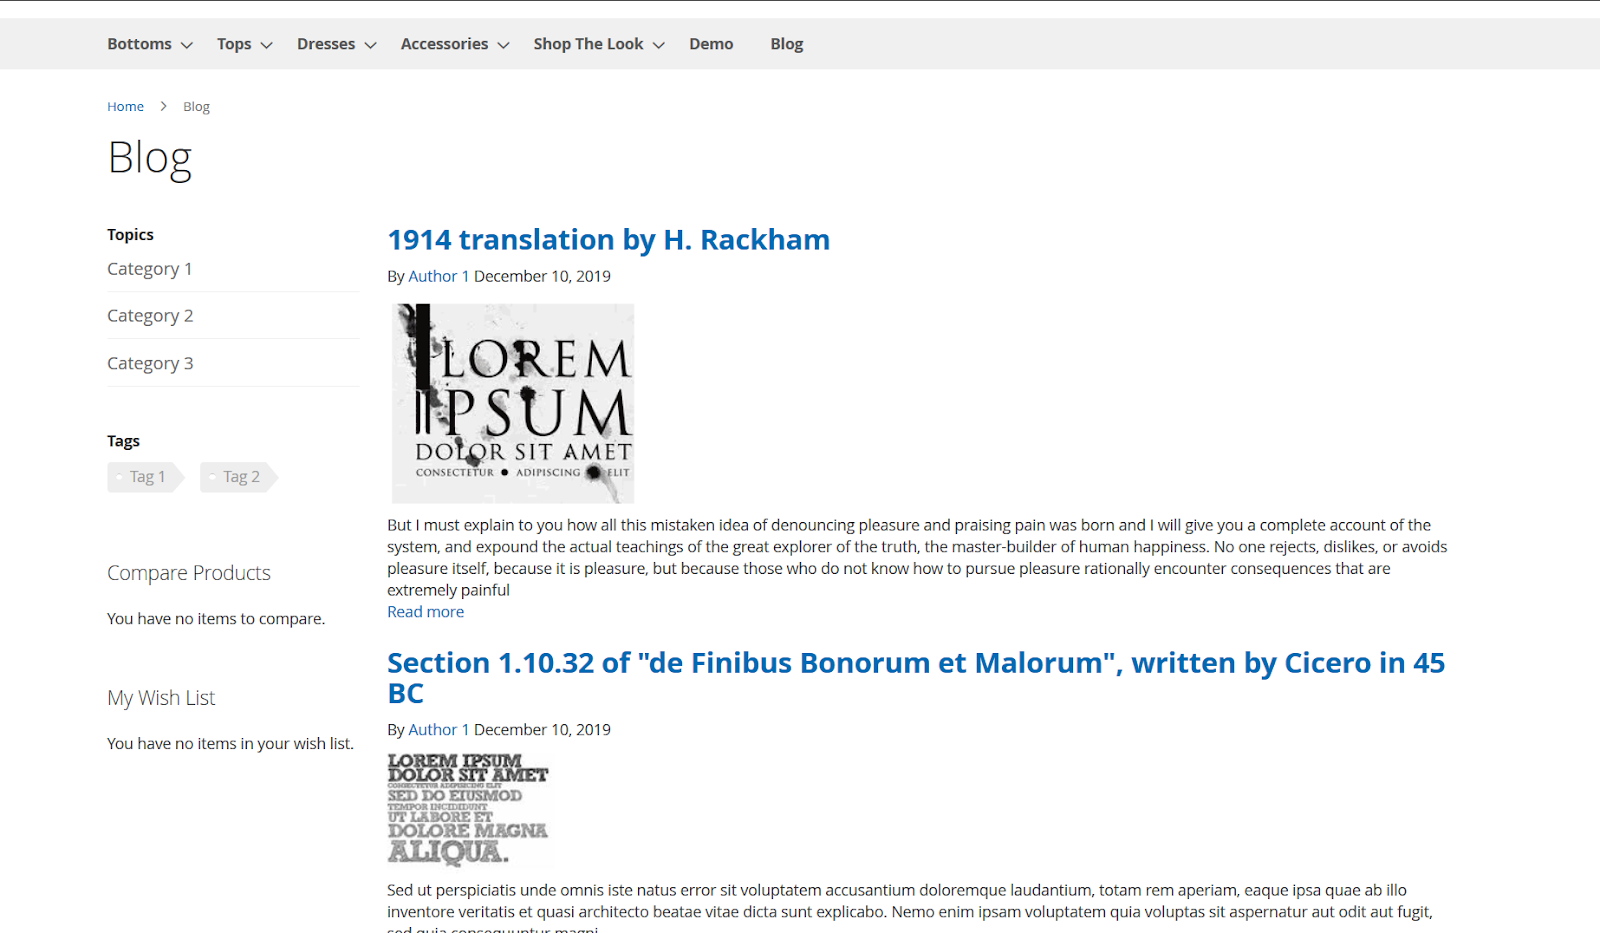 Bottoms Tops Dresses Accessories Shop The Look Demo Blog
Home Blog
Blog
Topics
Category 1
Category 2
Category 3
Tags
Tag 1 Tag 2
Compare Products
You have no items to compare.
My Wish List
You have no items in your wish list.
1914 translation by H. Rackham
By Author 1 December 10, 2019
LOREM
IPSUM
DOLOR SIT AMET
CONSECTETUR • ADIPISCING ELIT
But I must explain to you how all this mistaken idea of denouncing pleasure and praising pain was born and I will give you a complete account of the
system, and expound the actual teachings of the great explorer of the truth, the master-builder of human happiness. No one rejects, dislikes, or avoids
pleasure itself, because it is pleasure, but because those who do not know how to pursue pleasure rationally encounter consequences that are
extremely painful
Read more
Section 1.10.32 of "de Finibus Bonorum et Malorum", written by Cicero in 45
BC
By Author 1 December 10, 2019
LOREM IPSUM
DOLOR SIT AMET
CONSECTETUR ADIPISICING ELIT
SED DO EIUSMOD
TEMPOR INCIDIDUNT
UT LABORE ET
DOLORE MAGNA
ALIQUA.
Sed ut perspiciatis unde omnis iste natus error sit voluptatem accusantium doloremque laudantium, totam rem aperiam, eaque ipsa quae ab illo
inventore veritatis et quasi architecto beatae vitae dicta sunt explicabo. Nemo enim ipsam voluptatem quia voluptas sit aspernatur aut odit aut fugit,
sed quia consequuntur magni